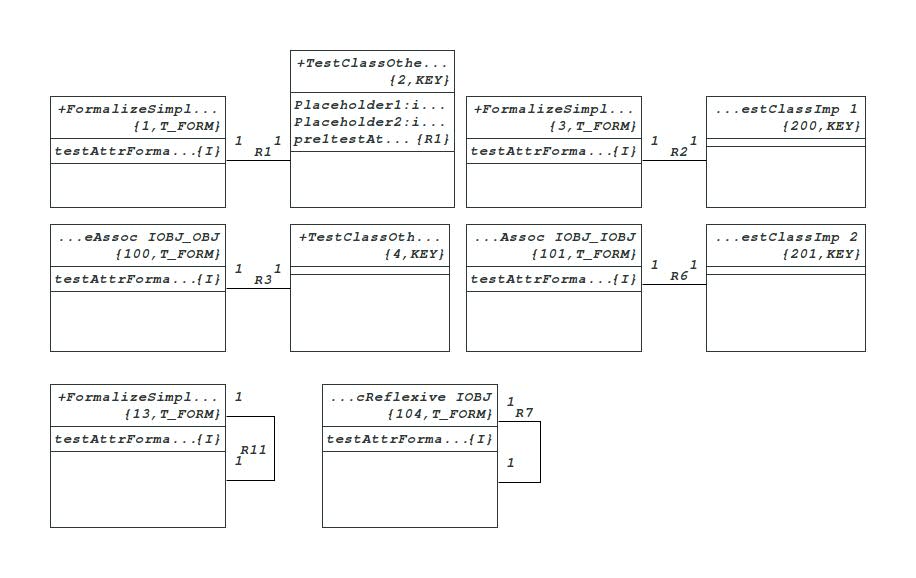 +FormalizeSimpl...
{1,T_FORM}
testAttrForma...{I}
1
1
R1
+TestClassOthe...
{2,KEY}
Placeholder1:i...
Placeholder2:i...
pre1testAt... {R1}
+FormalizeSimpl...
{3,T_FORM}
testAttrForma...{I}
1
1
R2
...estClassImp 1
{200,KEY}
...eAssoc IOBJ_OBJ
{100,T_FORM}
testAttrForma...{I}
1
1
R3
+TestClassOth...
{4,KEY}
...Assoc IOBJ_IOBJ
{101,T_FORM}
testAttrForma...{I}
1
1
R6
...estClassImp 2
{201,KEY}
+FormalizeSimpl...
{13,T_FORM}
testAttrForma...{I}
1
R11
1
...cReflexive IOBJ
{104,T_FORM}
testAttrForma...{I}
1
R7
1